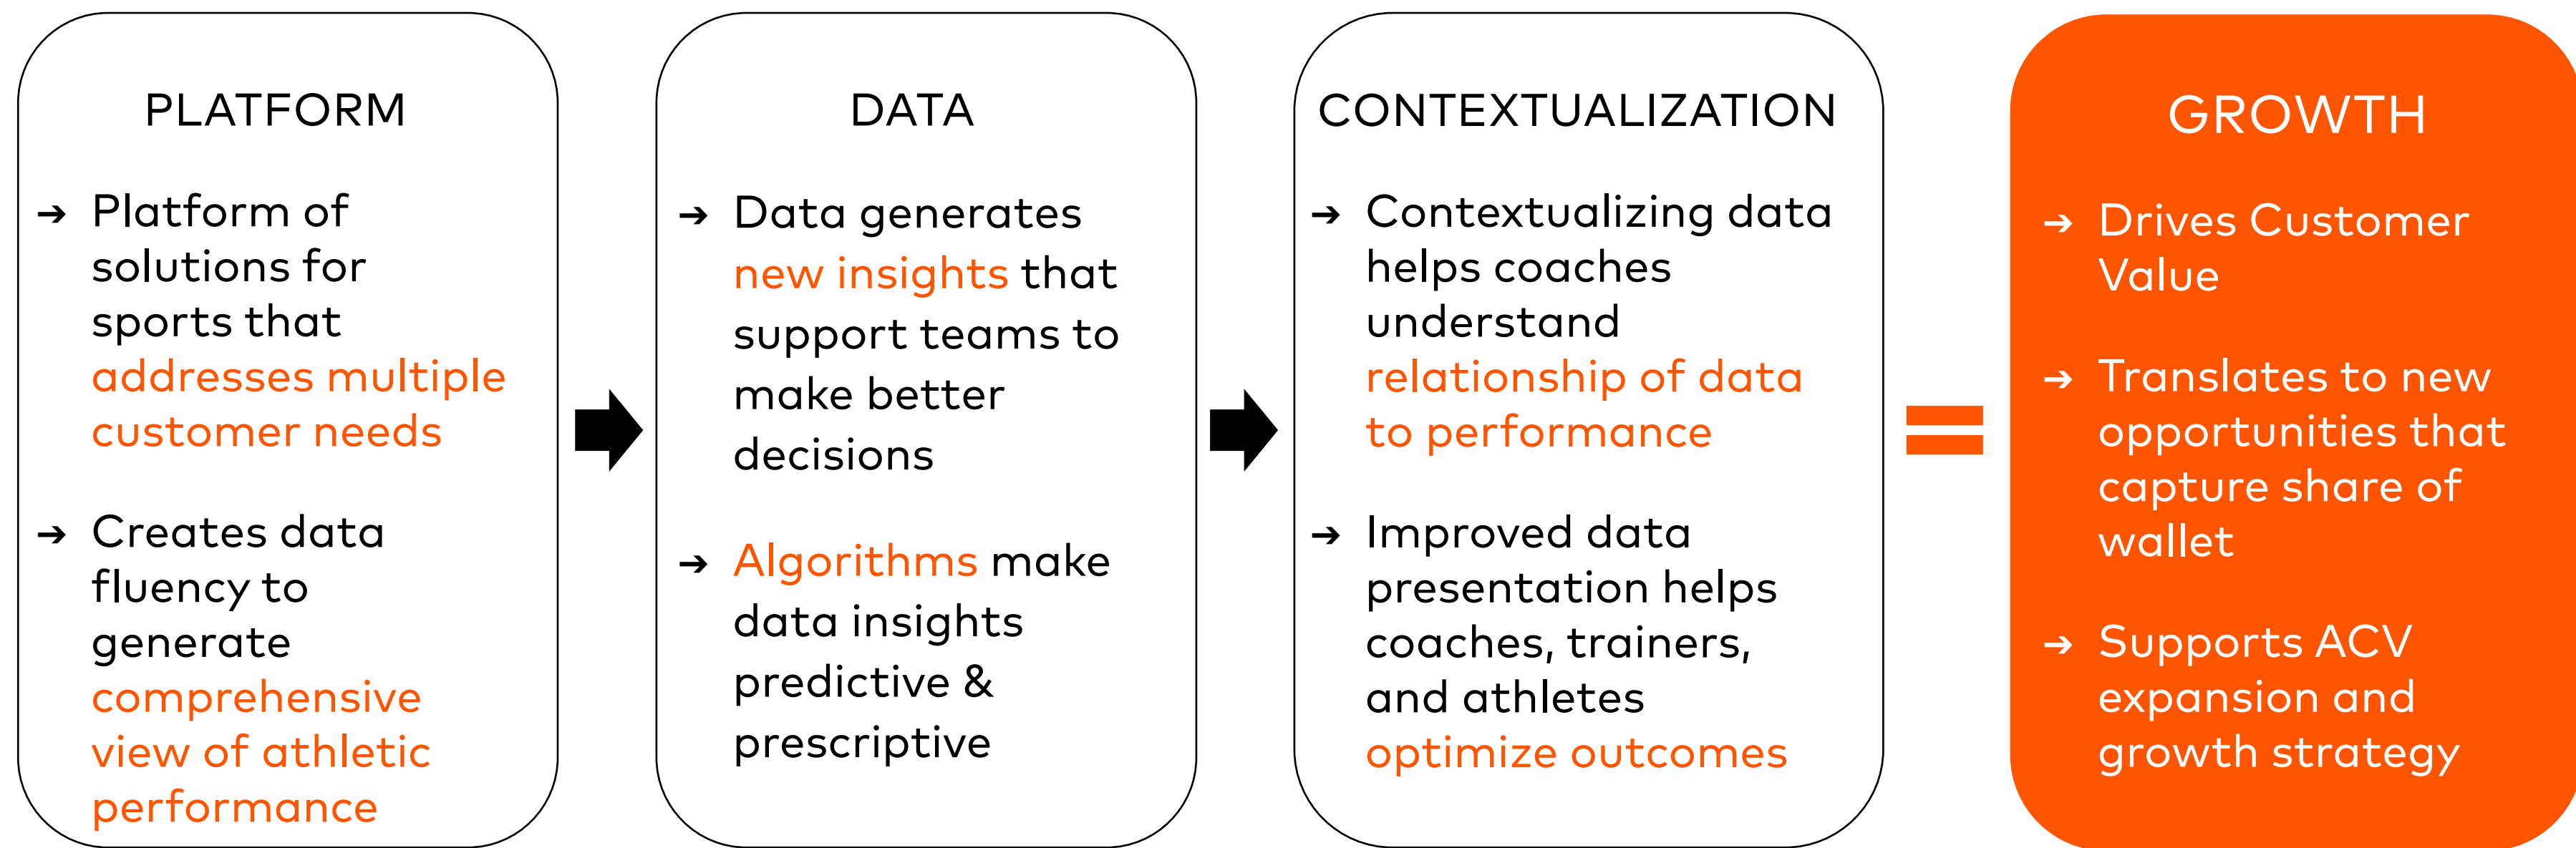 PLATFORM
→ Platform of
solutions for
sports that
addresses multiple
customer needs
→ Creates data
fluency to
generate
comprehensive
view of athletic
performance
DATA
→ Data generates
new insights that
support teams to
make better
decisions
→ Algorithms make
data insights
predictive &
prescriptive
CONTEXTUALIZATION
→ Contextualizing data
helps coaches
understand
relationship of data
to performance
→ Improved data
presentation helps
coaches, trainers,
and athletes
optimize outcomes
=
GROWTH
→ Drives Customer
Value
→ Translates to new
opportunities that
capture share of
wallet
→ Supports ACV
expansion and
growth strategy